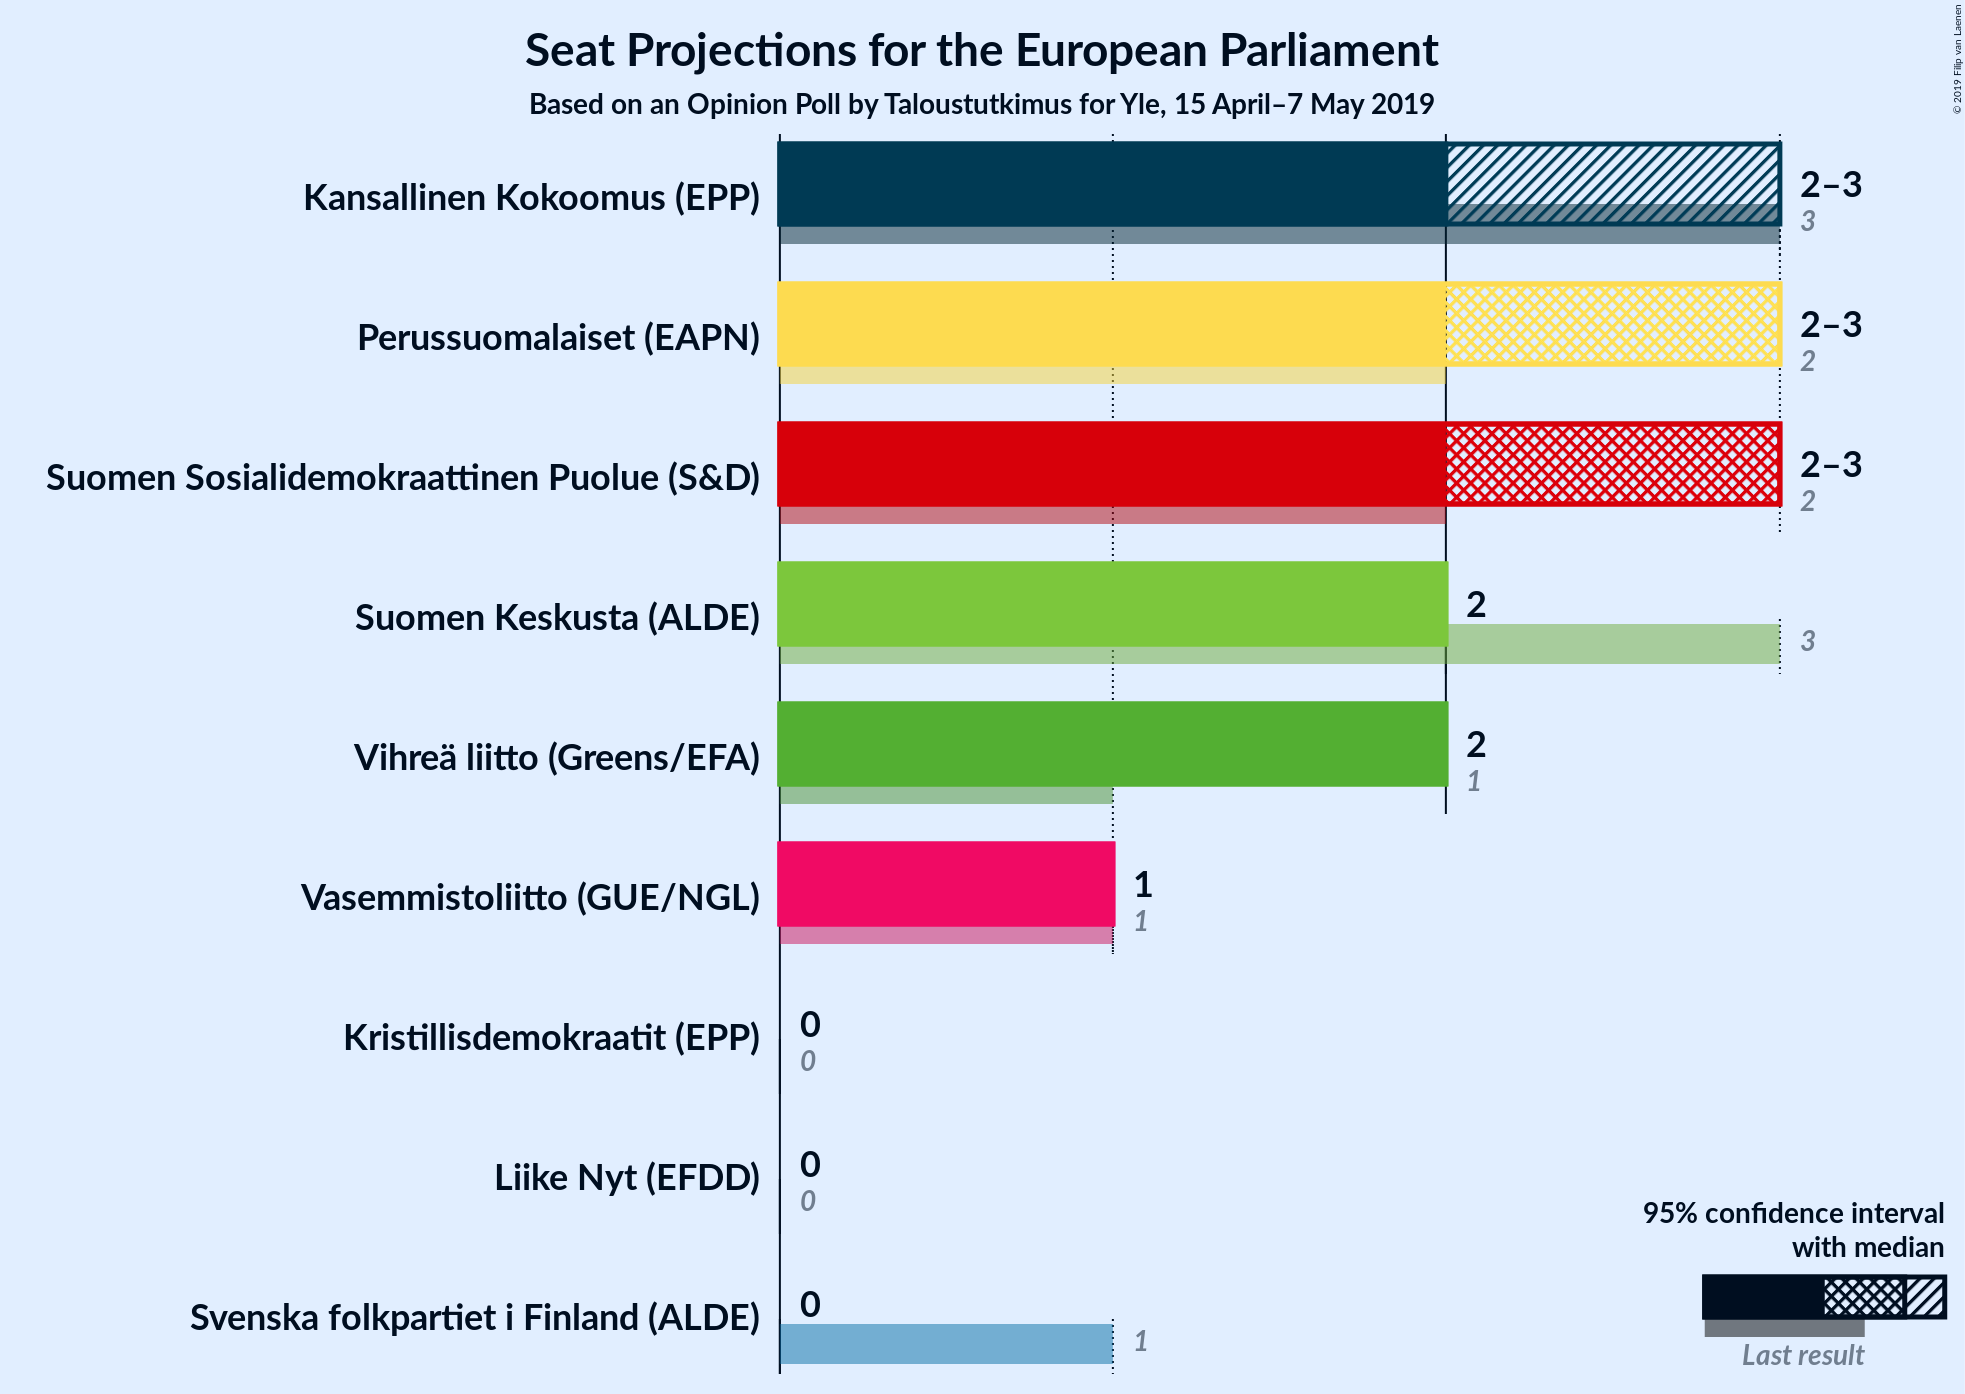 Seat Projections for the European Parliament
Based on an Opinion Poll by Taloustutkimus for Yle, 15 April–7 May 2019
© 2019 Filip van Laenen
Kansallinen Kokoomus (EPP)
2–3
3
Perussuomalaiset (EAPN)
2–3
2
Suomen Sosialidemokraattinen Puolue (S&D)
2–3
2
Suomen Keskusta (ALDE)
2
3
Vihreä liitto (Greens/EFA)
2
1
Vasemmistoliitto (GUE/NGL)
1
1
Kristillisdemokraatit (EPP)
0
0
Liike Nyt (EFDD)
0
0
Svenska folkpartiet i Finland (ALDE)
0
1
95% confidence interval
with median
Last result